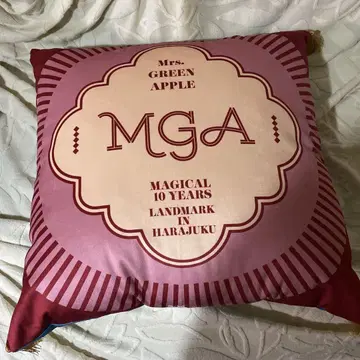 Mrs.
GREEN
APPLE
MGA
MAGICAL
10 YEARS
LANDMARK
IN
HARAJUKU